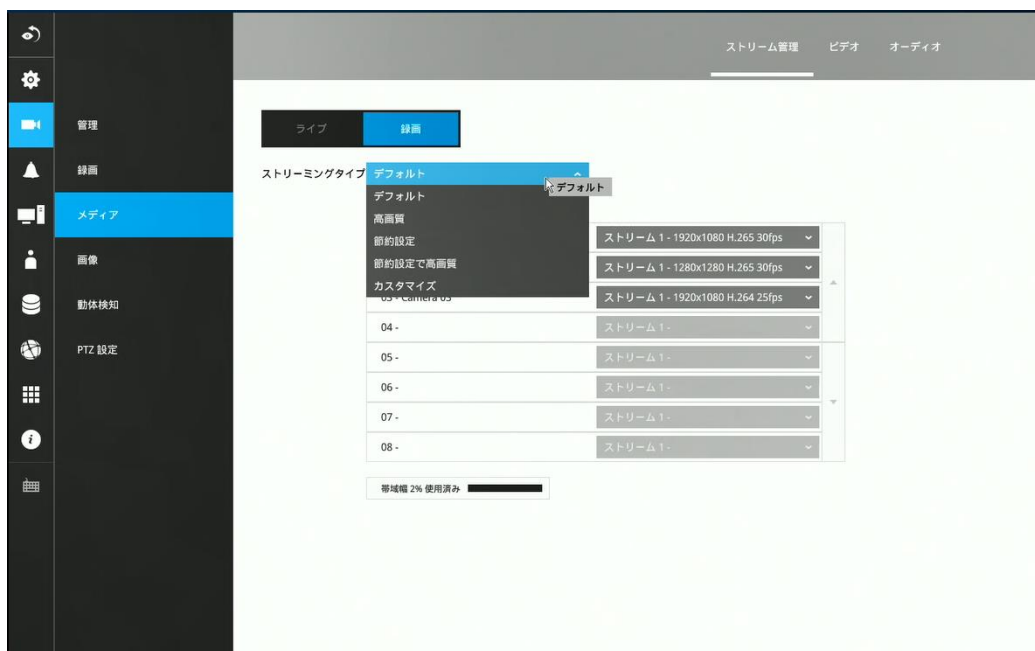 ストリーム管理 ビデオ オーディオ
管理
録画
メディア
画像
動体検知
PTZ 設定
ライブ 録画
ストリーミングタイプ デフォルト
デフォルト
デフォルト
高画質
節約設定
節約設定で高画質
カスタマイズ
ストリーム 1 - 1920x1080 H.265 30fps
ストリーム 1 - 1280x1280 H.265 30fps
03 - Camera 03 ストリーム 1 - 1920x1080 H.264 25fps
04 - ストリーム 1 -
05 - ストリーム 1 -
06 - ストリーム 1 -
07 - ストリーム 1 -
08 - ストリーム 1 -
帯域幅 2% 使用済み